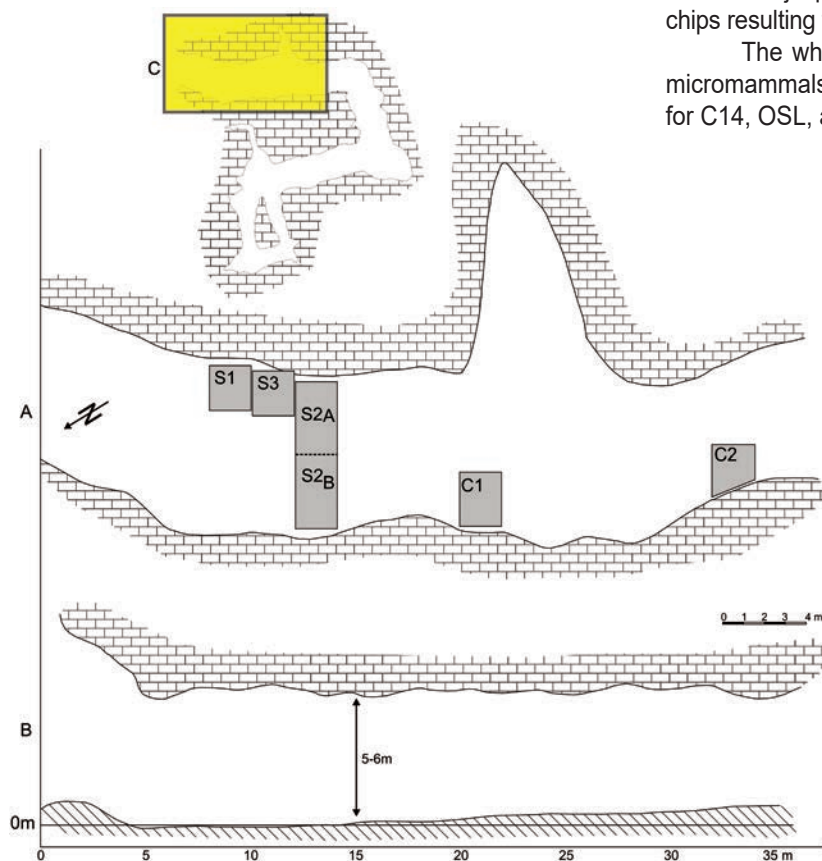 chips resulting
The wh
micromammals
for C14, OSL, a
C
S1
S3
A
N
S2A
S2B
C1
C2
0 1 2 3 4 m
B
5-6m
0m
0 5 10 15 20 25 30 35 m